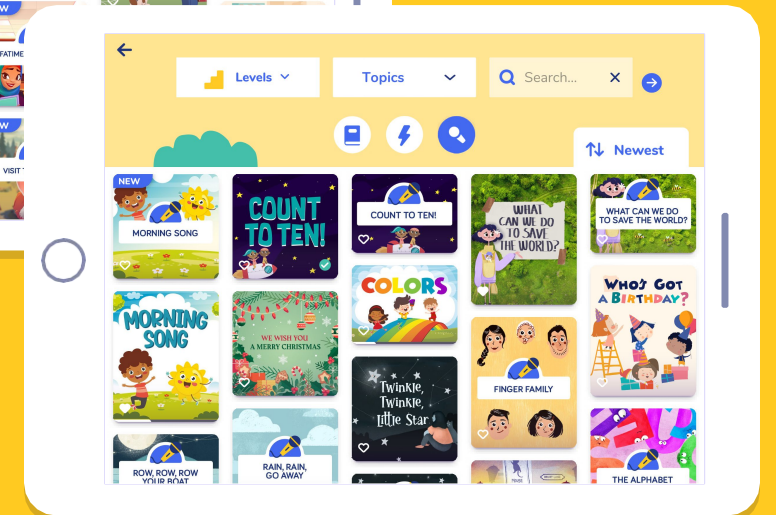 W
FATIME
W
VISIT
Levels
Topics
Search...
Newest
NEW
MORNING SONG
COUNT
TO TEN!
COUNT TO TEN!
WHAT
CAN WE DO
TO SAVE
THE WORLD?
WHAT CAN WE DO
TO SAVE THE WORLD?
MORNING
SONG
WE WISH YOU
A MERRY CHRISTMAS
COLORS
WHO'S GOT
A BIRTHDAY?
FINGER FAMILY
Twinkle,
Twinkle,
Little Star
ROW, ROW, ROW
YOUR BOAT
RAIN, RAIN,
GO AWAY
THE ALPHABET